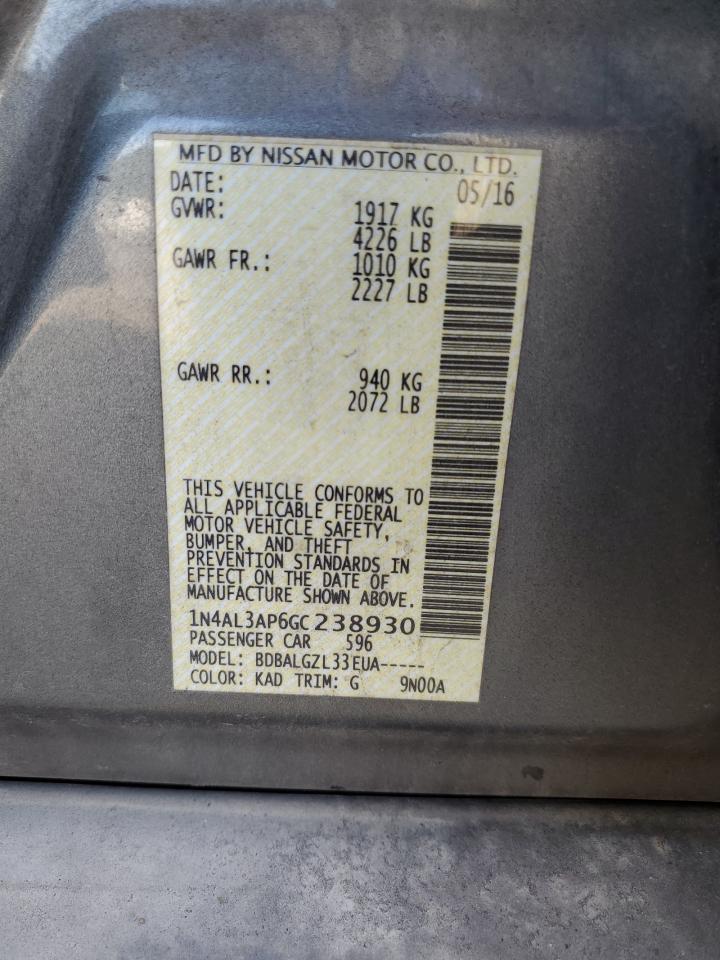 MFD BY NISSAN MOTOR CO., LTD.
DATE: 05/16
GVWR: 1917 KG
4226 LB
GAWR FR.: 1010 KG
2227 LB
GAWR RR.: 940 KG
2072 LB
THIS VEHICLE CONFORMS TO
ALL APPLICABLE FEDERAL
MOTOR VEHICLE SAFETY,
BUMPER, AND THEFT
PREVENTION STANDARDS IN
EFFECT ON THE DATE OF
MANUFACTURE SHOWN ABOVE.
1N4AL3AP6GC238930
PASSENGER CAR 596
MODEL: BDBALGZL33EUA-----
COLOR: KAD TRIM: G 9N00A